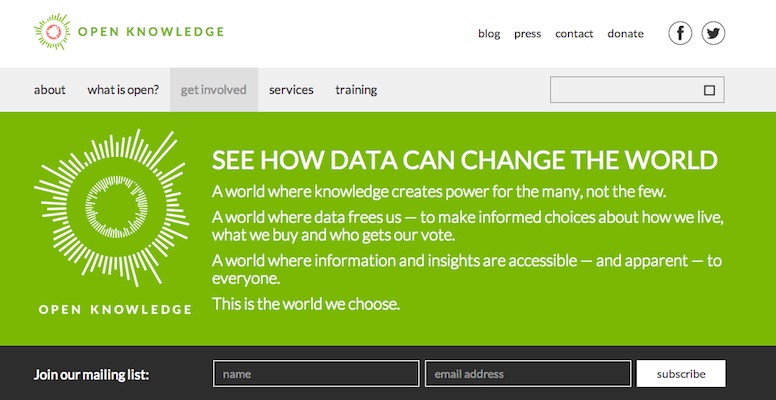 OPEN KNOWLEDGE
blog press contact donate
about what is open? get involved services training
OPEN KNOWLEDGE
SEE HOW DATA CAN CHANGE THE WORLD
A world where knowledge creates power for the many, not the few.
A world where data frees us — to make informed choices about how we live,
what we buy and who gets our vote.
A world where information and insights are accessible — and apparent — to
everyone.
This is the world we choose.
Join our mailing list: name email address subscribe